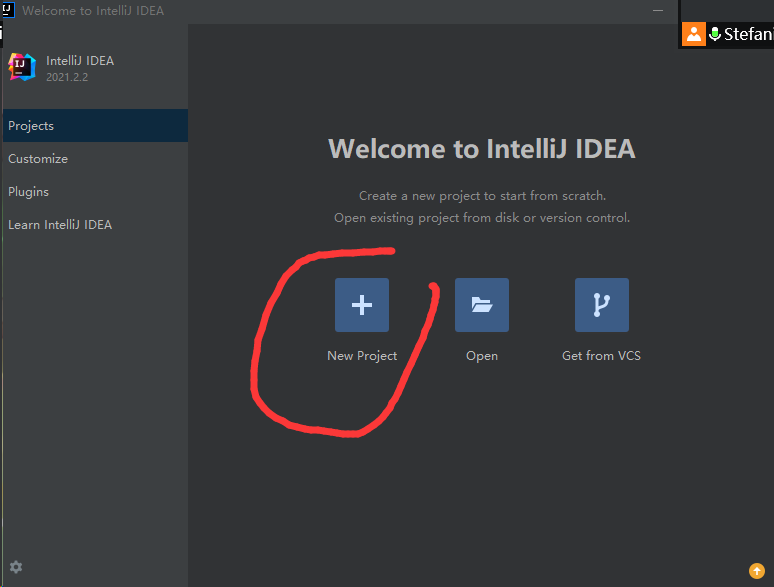 Welcome to IntelliJ IDEA
IntelliJ IDEA
2021.2.2
Projects
Customize
Plugins
Learn IntelliJ IDEA
Welcome to IntelliJ IDEA
Create a new project to start from scratch.
Open existing project from disk or version control.
New Project
Open
Get from VCS
Stefani